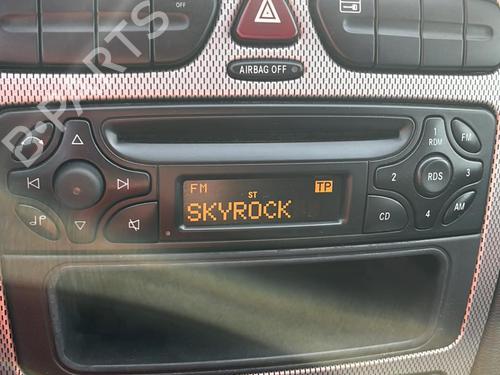 OFF
AIRBAG OFF
1
RDM
FM
2
3
RDS
CD
4
AM
FM
ST
TP
SKYROCK
B-PARTS